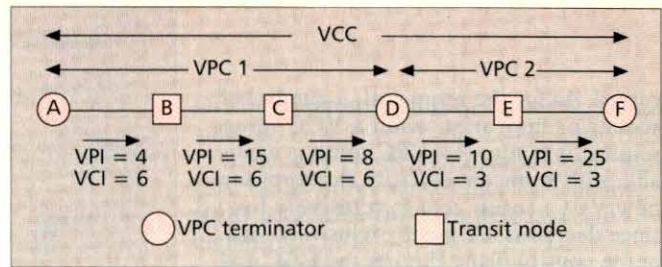 VCC
VPC 1 VPC 2
A B C D E F
VPI = 4 VPI = 15 VPI = 8 VPI = 10 VPI = 25
VCI = 6 VCI = 6 VCI = 6 VCI = 3 VCI = 3
VPC terminator Transit node